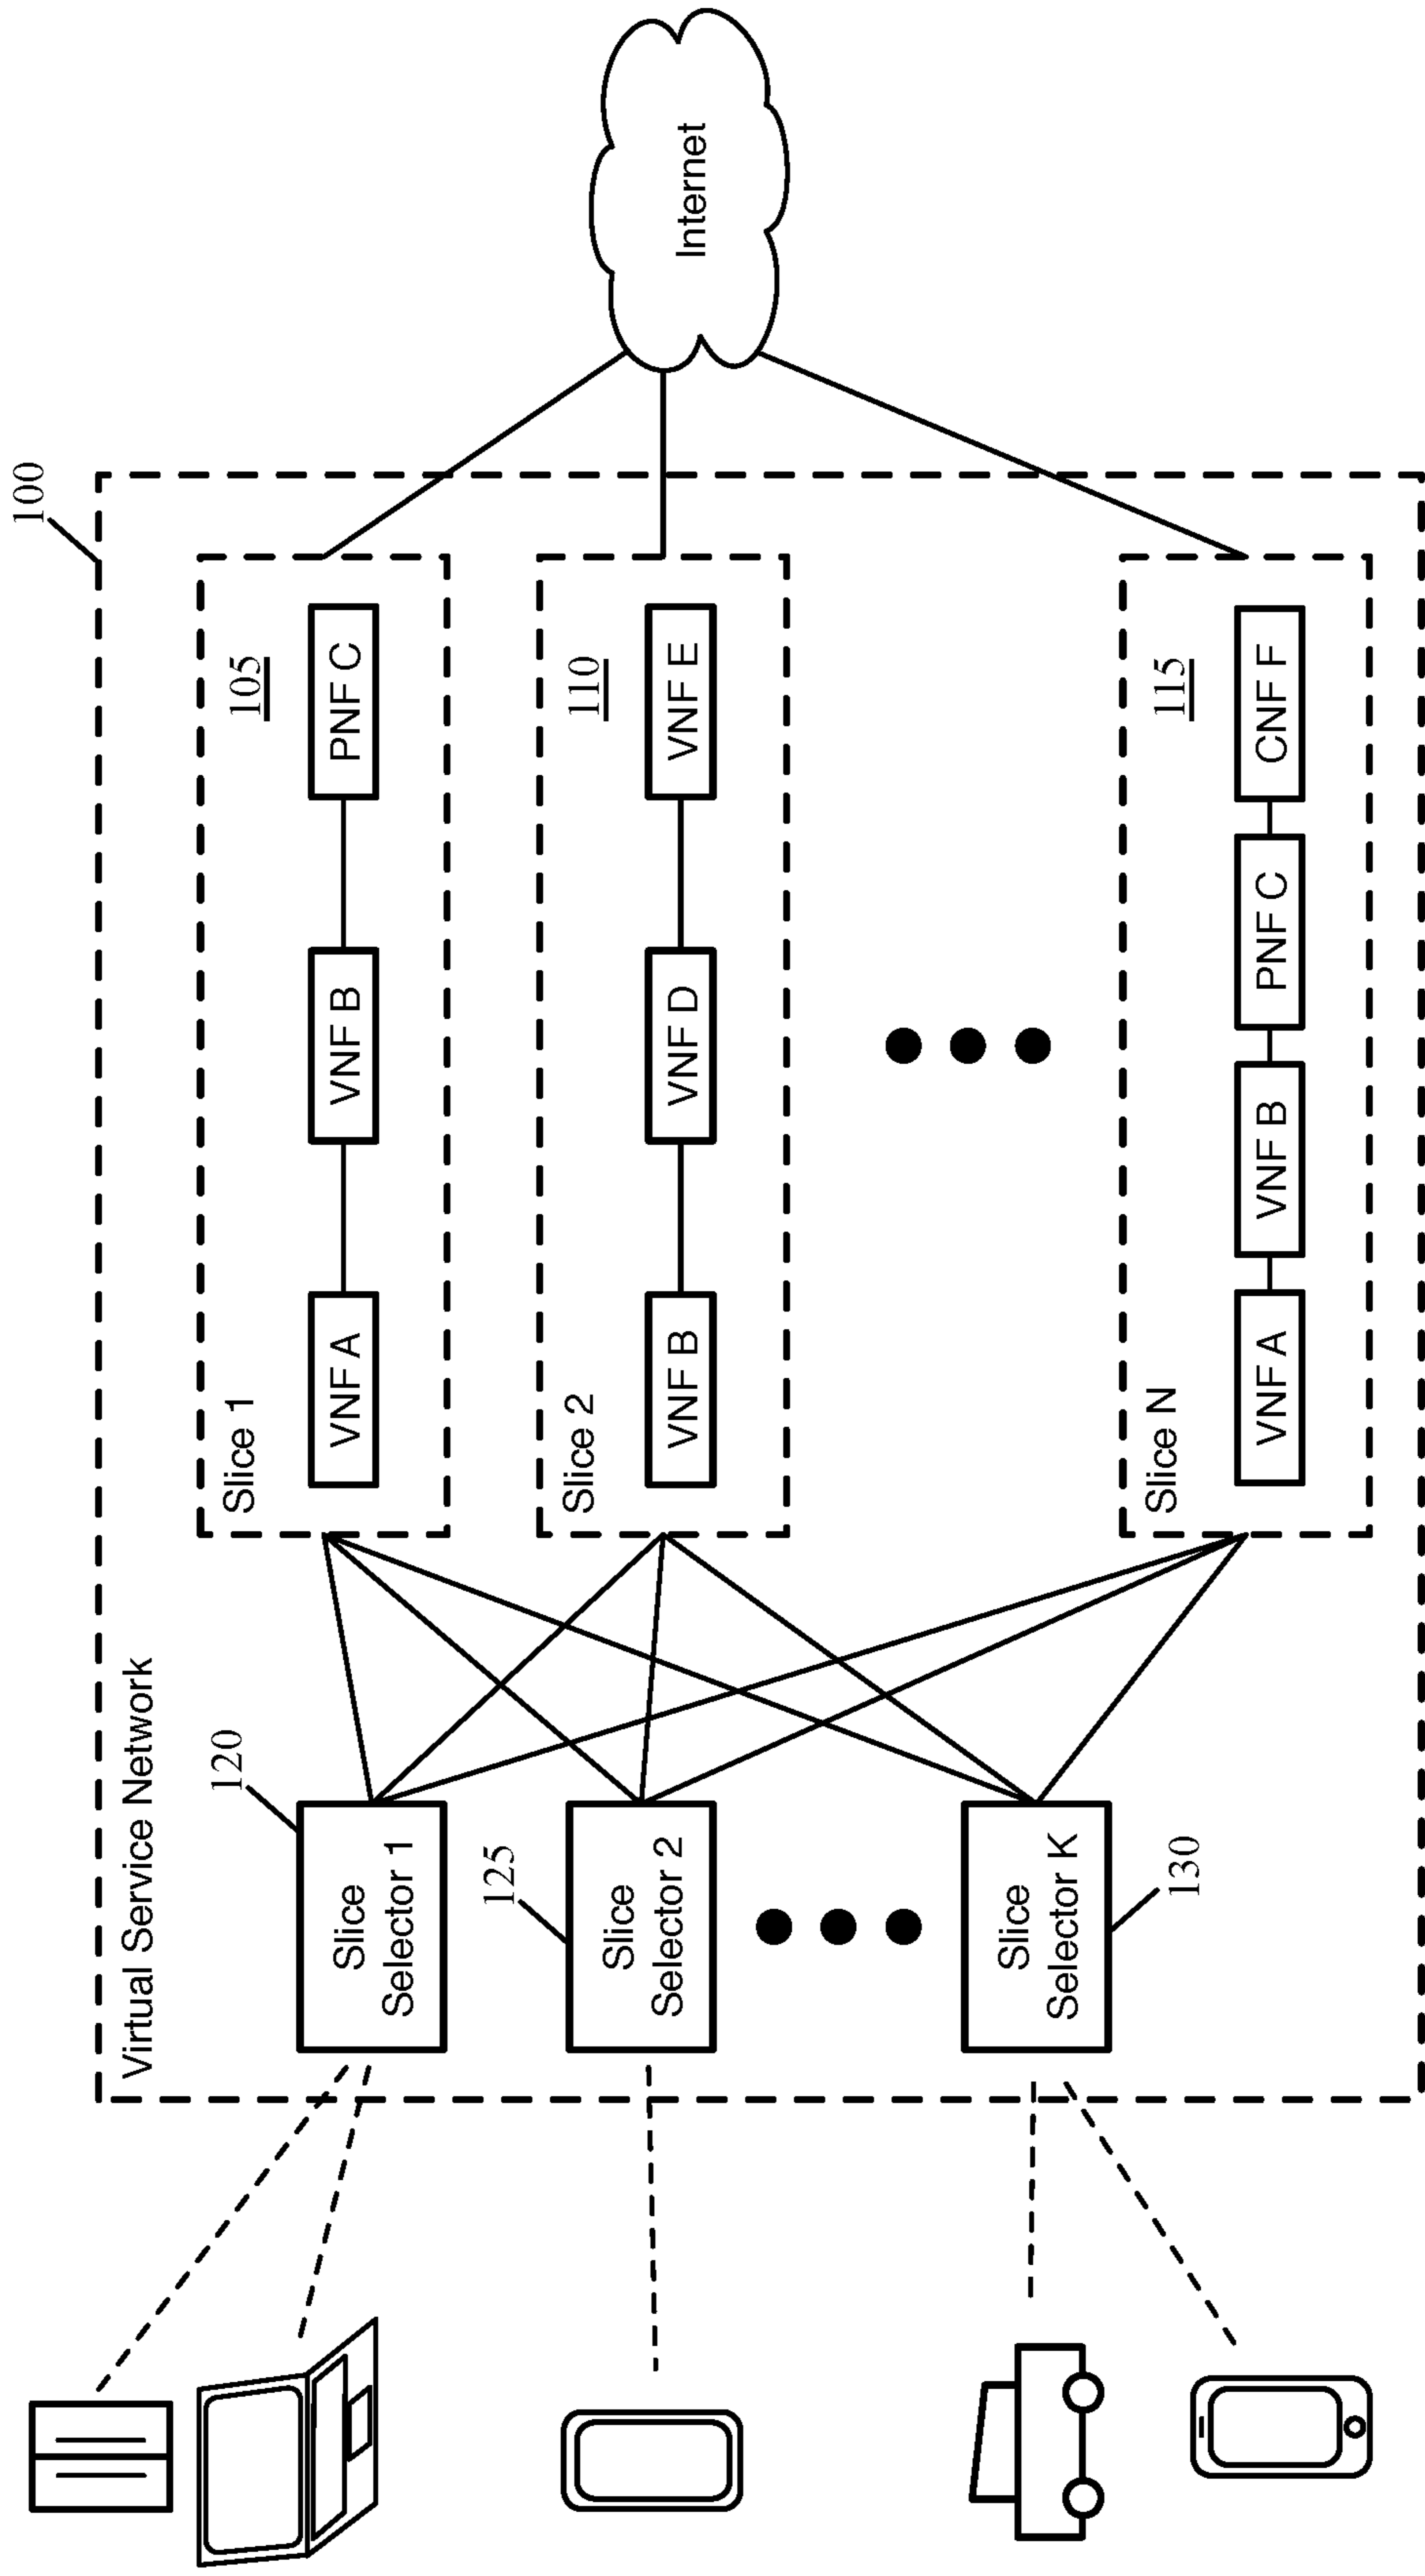 100
Virtual Service Network
120
Slice
Selector 1
125
Slice
Selector 2
Slice
Selector K
130
Slice 1
105
VNF A
VNF B
PNF C
Slice 2
110
VNF B
VNF D
VNF E
Slice N
115
VNF A
VNF B
PNF C
CNF F
Internet